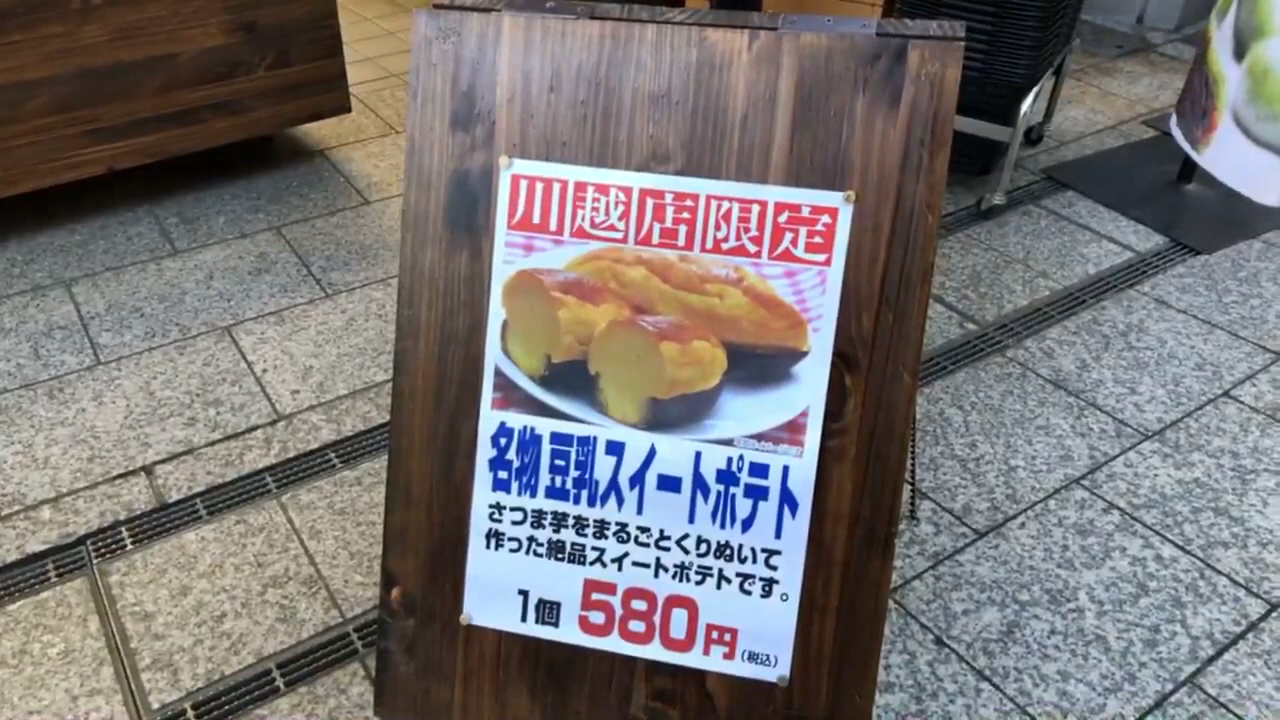 川越店限定
名物 豆乳スイートポテト
さつま芋をまるごとくりぬいて
作った絶品スイートポテトです。
1個 580円(税込)